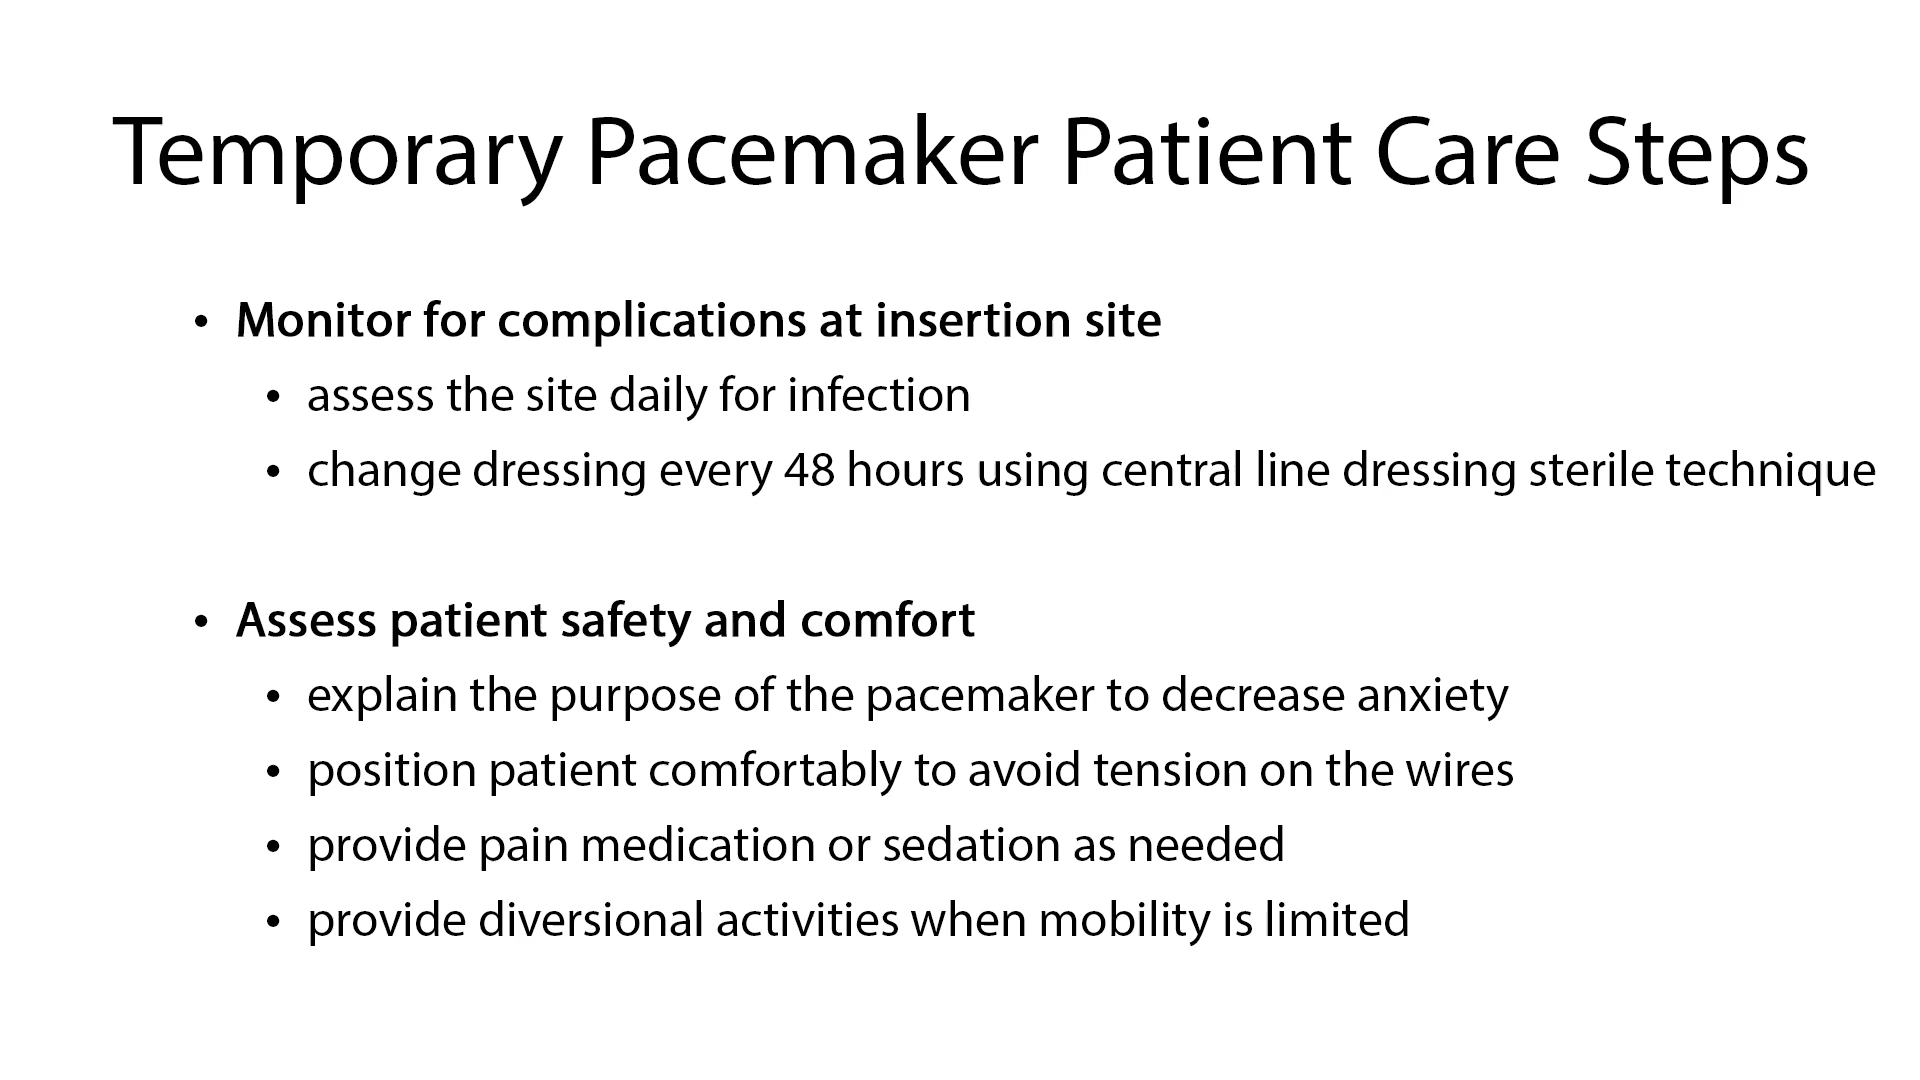 Temporary Pacemaker Patient Care Steps
• Monitor for complications at insertion site
• assess the site daily for infection
• change dressing every 48 hours using central line dressing sterile technique
• Assess patient safety and comfort
• explain the purpose of the pacemaker to decrease anxiety
• position patient comfortably to avoid tension on the wires
• provide pain medication or sedation as needed
• provide diversional activities when mobility is limited